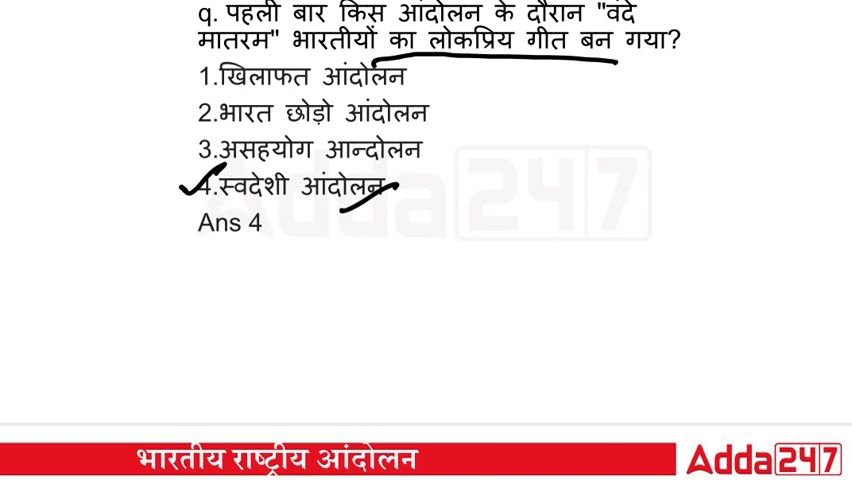 q. पहली बार किस आंदोलन के दौरान "वंदे
मातरम" भारतीयों का लोकप्रिय गीत बन गया?
1.खिलाफत आंदोलन
2.भारत छोड़ो आंदोलन
3.असहयोग आन्दोलन
4.स्वदेशी आंदोलन
Ans 4
Adda247
भारतीय राष्ट्रीय आंदोलन
Adda247